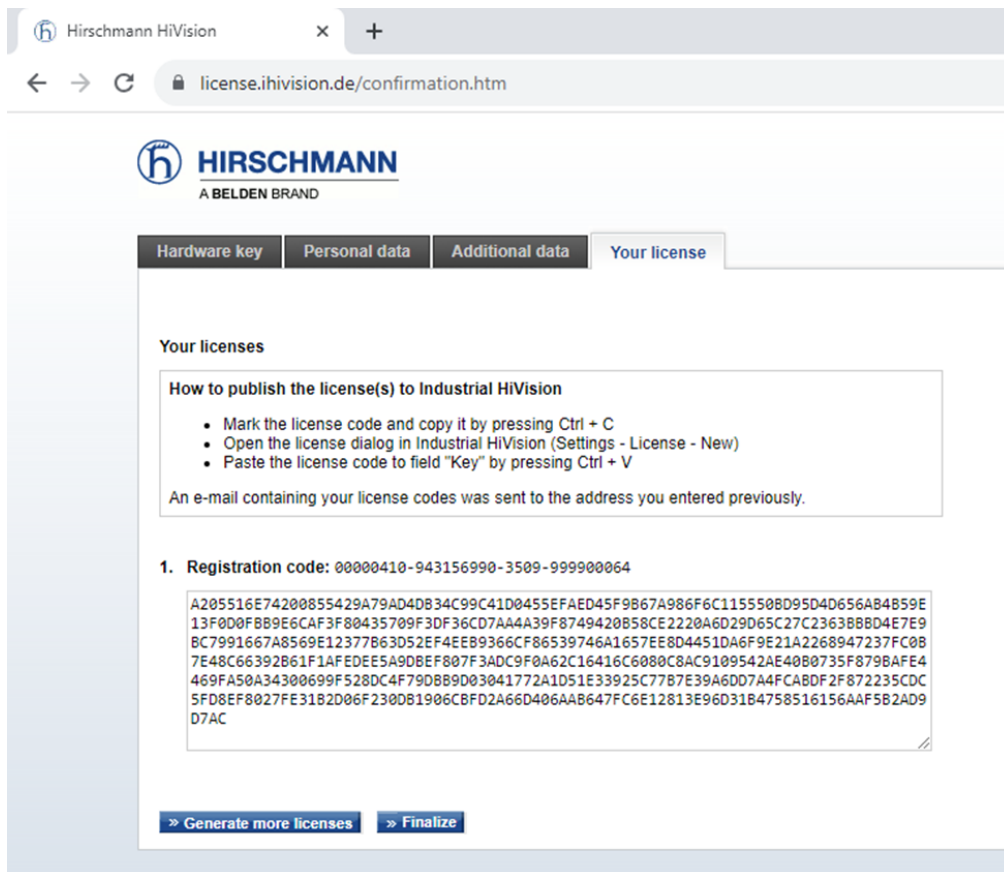 Hirschmann HiVision
license.ihivision.de/confirmation.htm
HIRSCHMANN
A BELDEN BRAND
Hardware key
Personal data
Additional data
Your license
Your licenses
How to publish the license(s) to Industrial HiVision
• Mark the license code and copy it by pressing Ctrl + C
• Open the license dialog in Industrial HiVision (Settings - License - New)
• Paste the license code to field "Key" by pressing Ctrl + V
An e-mail containing your license codes was sent to the address you entered previously.
1. Registration code: 00000410-943156990-3509-999900064
A205516E74200855429A79AD4DB34C99C41D0455EFAED45F9B67A986F6C115550BD95D4D656AB4B59E
13F0D0FBB9E6CAF3F80435709F3DF36CD7AA4A39F8749420B58CE2220A6D29D65C27C2363BBBD4E7E9
BC7991667A8569E12377B63D52EF4EEB9366CF86539746A1657EE8D4451DA6F9E21A2268947237FC0B
7E48C66392B61F1AFEDEE5A9DBEF807F3ADC9F0A62C16416C6080C8AC9109542AE40B0735F879BAFE4
469FA50A34300699F528DC4F79DBB9D03041772A1D51E33925C77B7E39A6DD7A4FCABDF2F872235CDC
5FD8EF8027FE31B2D06F230DB1906CBFD2A66D406AAB647FC6E12813E96D31B4758516156AAF5B2AD9
D7AC
» Generate more licenses
» Finalize